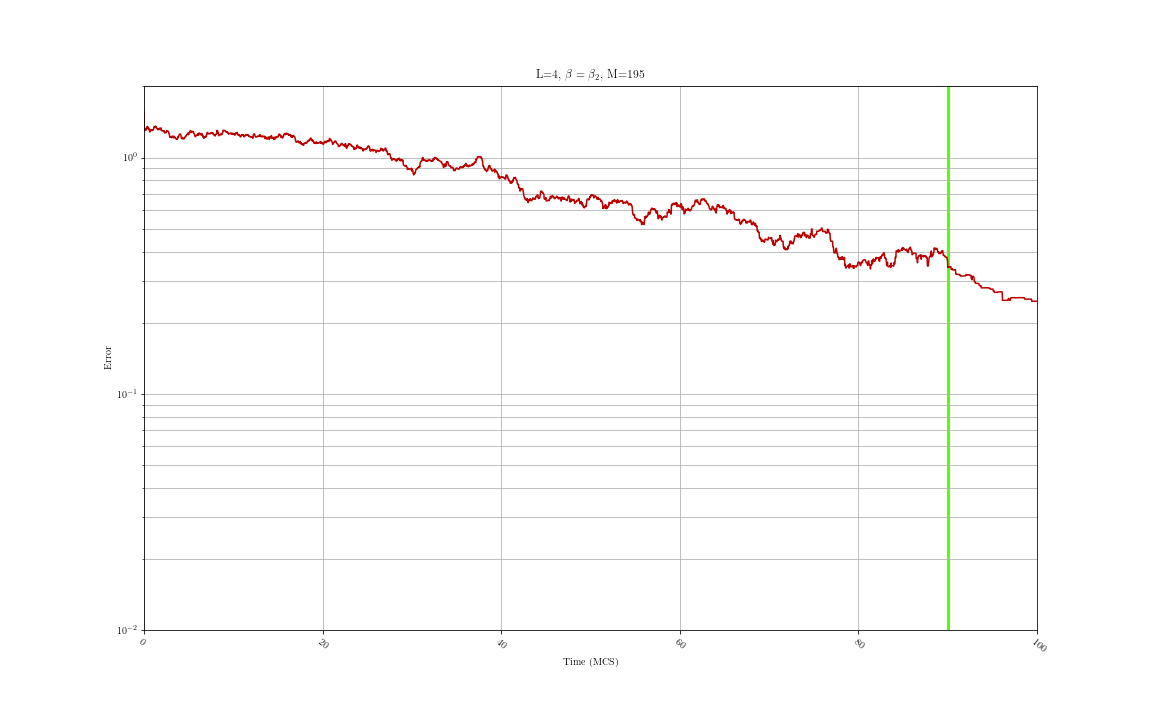 L=4, β = β₂, M=195
10⁰
10⁻¹
10⁻²
Error
0 20 40 60 80 100
Time (MCS)